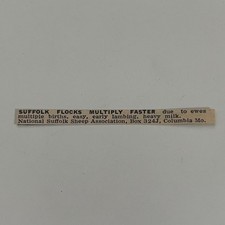 SUFFOLK FLOCKS MULTIPLY FASTER due to ewes
multiple births, easy, early lambing, heavy milk.
National Suffolk Sheep Association, Box 324J, Columbia Mo.